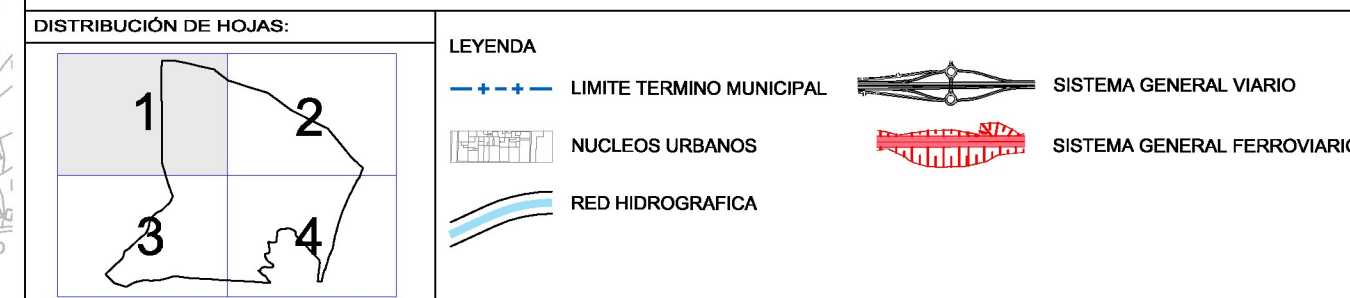 DISTRIBUCIÓN DE HOJAS:
1
2
3
4
LEYENDA
LIMITE TERMINO MUNICIPAL
SISTEMA GENERAL VIARIO
NUCLEOS URBANOS
SISTEMA GENERAL FERROVIARIO
RED HIDROGRAFICA